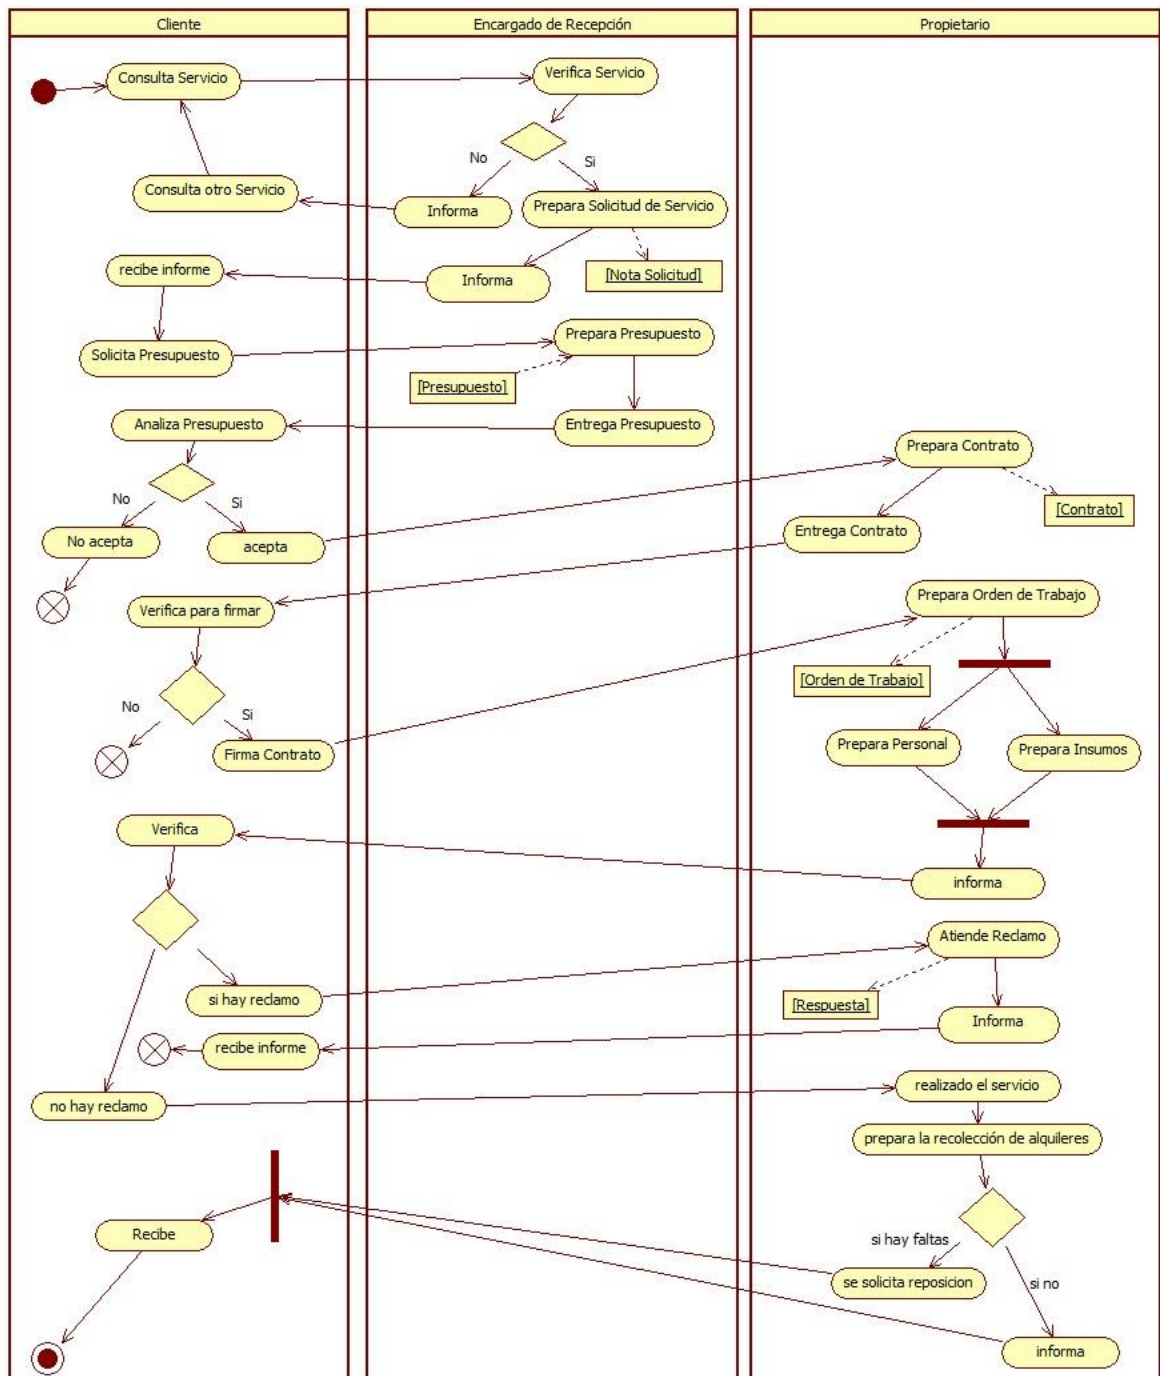 Cliente
Encargado de Recepción
Propietario
Consulta Servicio
Verifica Servicio
No
Si
Consulta otro Servicio
Informa
Prepara Solicitud de Servicio
recibe informe
Informa
[Nota Solicitud]
Prepara Presupuesto
Solicita Presupuesto
[Presupuesto]
Analiza Presupuesto
Entrega Presupuesto
Prepara Contrato
No
Si
[Contrato]
No acepta
acepta
Entrega Contrato
Verifica para firmar
Prepara Orden de Trabajo
[Orden de Trabajo]
No
Si
Firma Contrato
Prepara Personal
Prepara Insumos
Verifica
informa
Atiende Reclamo
si hay reclamo
[Respuesta]
Informa
recibe informe
realizado el servicio
no hay reclamo
prepara la recolección de alquileres
Recibe
si hay faltas
se solicita reposicion
si no
informa